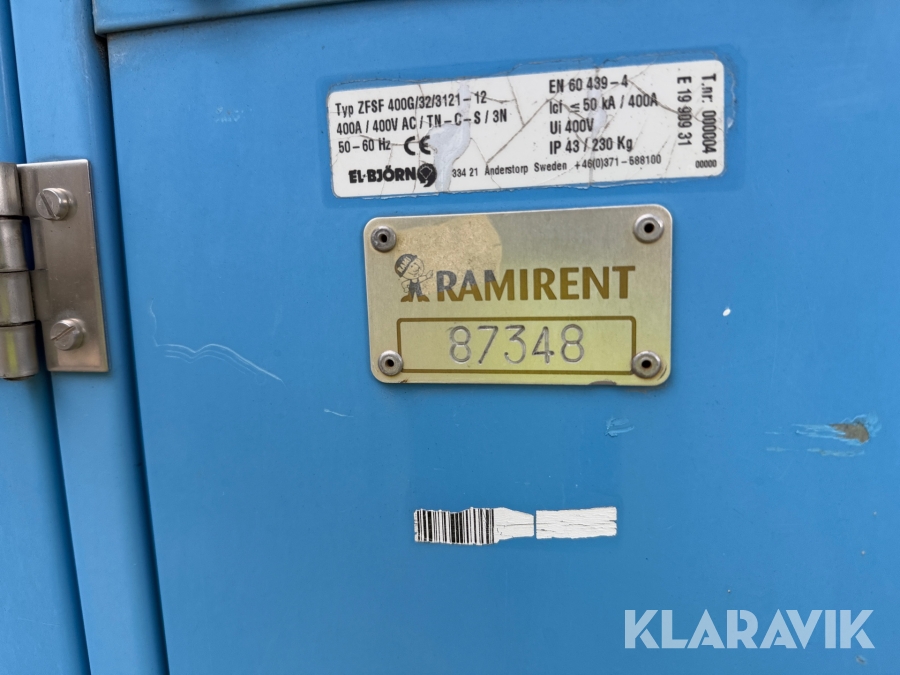 Typ ZFSF 400G/32/3121-12
400A / 400V AC / TN-C-S / 3N
50-60 Hz CE
EL-BJÖRN
334 21 Anderstorp Sweden +46(0)371-588100
EN 60 439-4
Ici ≤ 50 kA / 400A
Ui 400V
IP 43 / 230 Kg
E 19 909 31
T.nr. 000004
00000
RAMIRENT
87348
KLARAVIK